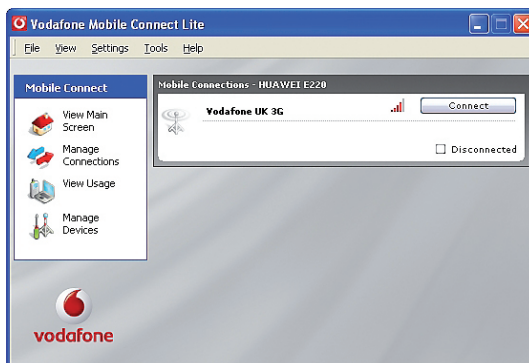 Vodafone Mobile Connect Lite
File View Settings Tools Help
Mobile Connect
View Main
Screen
Manage
Connections
View Usage
Manage
Devices
Mobile Connections - HUAWEI E220
Vodafone UK 3G
Connect
Disconnected
vodafone